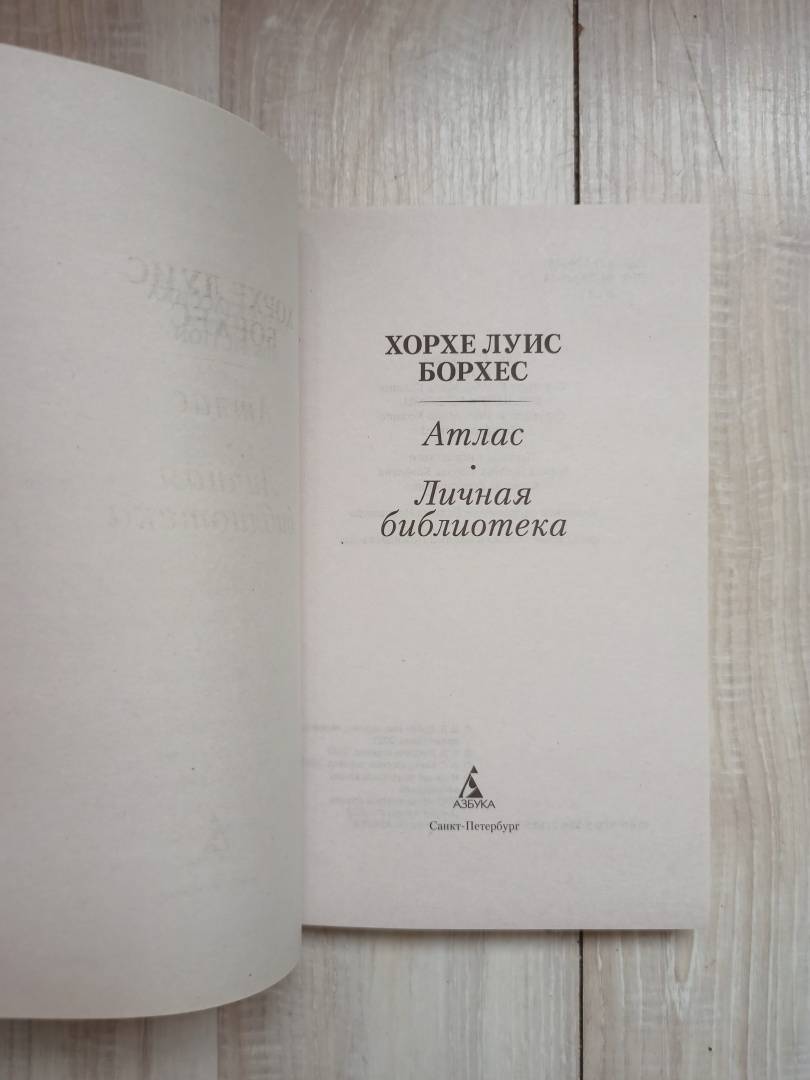 ХОРХЕ ЛУИС
БОРХЕС
Атлас
•
Личная
библиотека
АЗБУКА
Санкт-Петербург